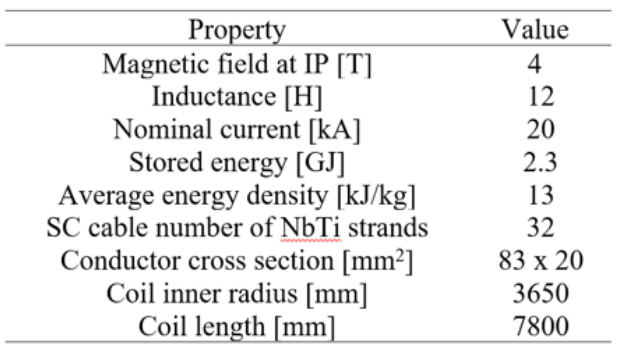 Property Value
Magnetic field at IP [T] 4
Inductance [H] 12
Nominal current [kA] 20
Stored energy [GJ] 2.3
Average energy density [kJ/kg] 13
SC cable number of NbTi strands 32
Conductor cross section [mm²] 83 x 20
Coil inner radius [mm] 3650
Coil length [mm] 7800